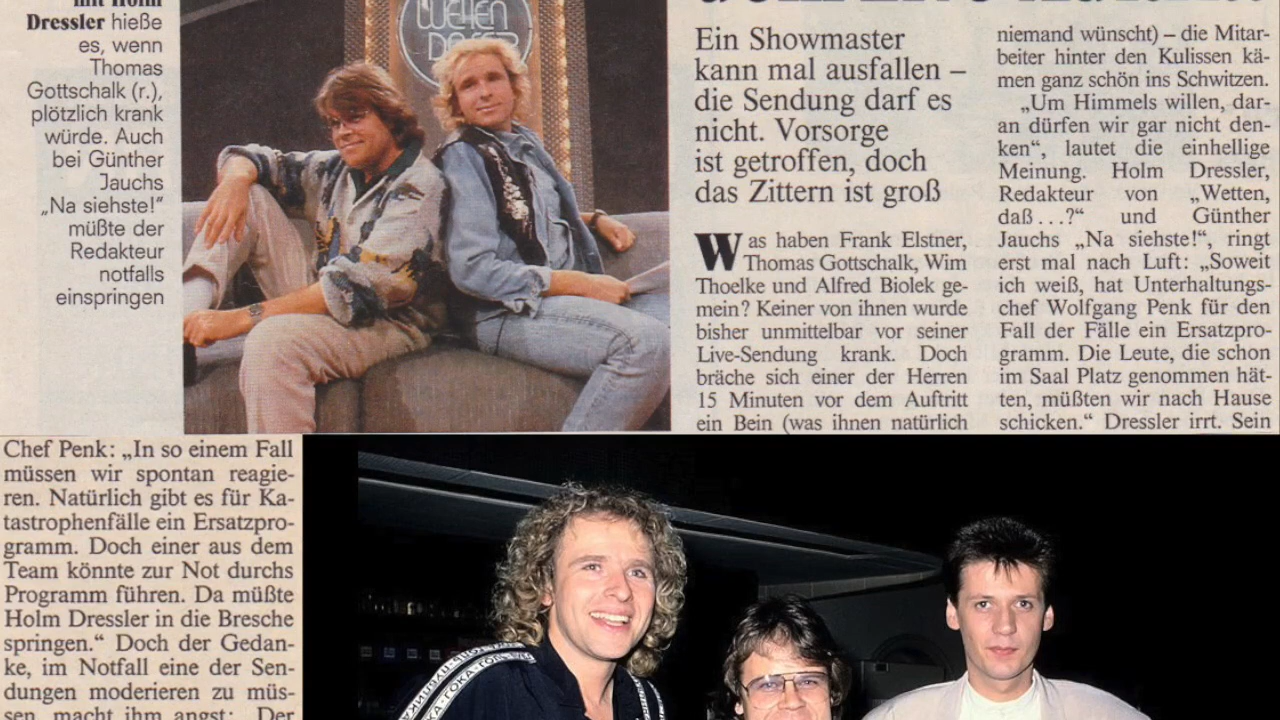 mit Holm
Dressler hieße
es, wenn
Thomas
Gottschalk (r.),
plötzlich krank
würde. Auch
bei Günther
Jauchs
„Na siehste!“
müßte der
Redakteur
notfalls
einspringen
WETTEN
DASS..?
Ein Showmaster
kann mal ausfallen –
die Sendung darf es
nicht. Vorsorge
ist getroffen, doch
das Zittern ist groß
Was haben Frank Elstner,
Thomas Gottschalk, Wim
Thoelke und Alfred Biolek ge-
mein? Keiner von ihnen wurde
bisher unmittelbar vor seiner
Live-Sendung krank. Doch
bräche sich einer der Herren
15 Minuten vor dem Auftritt
ein Bein (was ihnen natürlich
niemand wünscht) – die Mitar-
beiter hinter den Kulissen kä-
men ganz schön ins Schwitzen.
„Um Himmels willen, dar-
an dürfen wir gar nicht den-
ken“, lautet die einhellige
Meinung. Holm Dressler,
Redakteur von „Wetten,
daß...?“ und Günther
Jauchs „Na siehste!“, ringt
erst mal nach Luft: „Soweit
ich weiß, hat Unterhaltungs-
chef Wolfgang Penk für den
Fall der Fälle ein Ersatzpro-
gramm. Die Leute, die schon
im Saal Platz genommen hät-
ten, müßten wir nach Hause
schicken.“ Dressler irrt. Sein
Chef Penk: „In so einem Fall
müssen wir spontan reagie-
ren. Natürlich gibt es für Ka-
tastrophenfälle ein Ersatzpro-
gramm. Doch einer aus dem
Team könnte zur Not durchs
Programm führen. Da müßte
Holm Dressler in die Bresche
springen.“ Doch der Gedan-
ke, im Notfall eine der Sen-
dungen moderieren zu müs-
sen, macht ihm angst: „Der